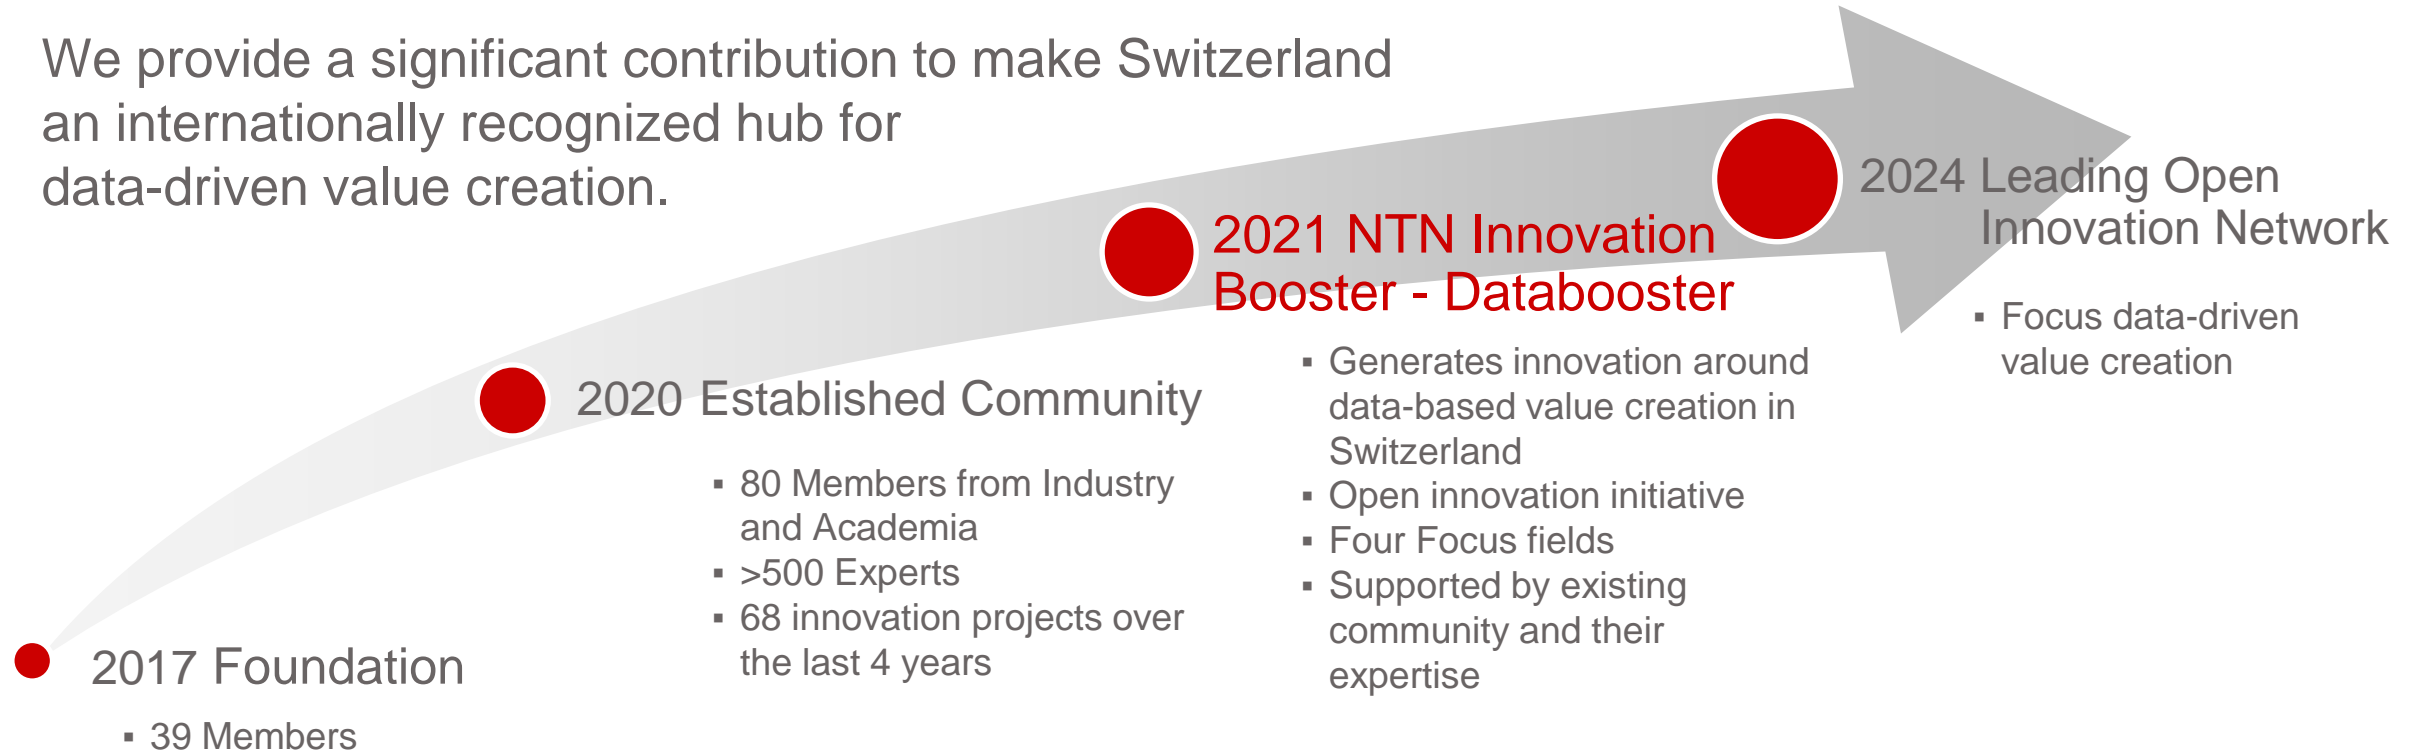 We provide a significant contribution to make Switzerland
an internationally recognized hub for
data-driven value creation.
2017 Foundation
▪ 39 Members
2020 Established Community
▪ 80 Members from Industry
and Academia
▪ >500 Experts
▪ 68 innovation projects over
the last 4 years
2021 NTN Innovation
Booster - Databooster
▪ Generates innovation around
data-based value creation in
Switzerland
▪ Open innovation initiative
▪ Four Focus fields
▪ Supported by existing
community and their
expertise
2024 Leading Open
Innovation Network
▪ Focus data-driven
value creation